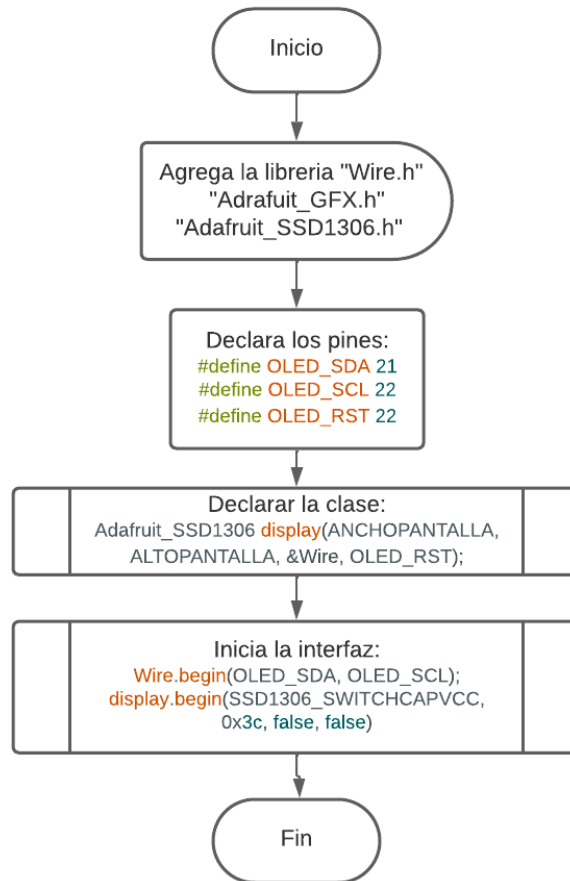 Inicio
Agrega la libreria "Wire.h"
"Adrafuit_GFX.h"
"Adafruit_SSD1306.h"
Declara los pines:
#define OLED_SDA 21
#define OLED_SCL 22
#define OLED_RST 22
Declarar la clase:
Adafruit_SSD1306 display(ANCHOPANTALLA,
ALTOPANTALLA, &Wire, OLED_RST);
Inicia la interfaz:
Wire.begin(OLED_SDA, OLED_SCL);
display.begin(SSD1306_SWITCHCAPVCC,
0x3c, false, false)
Fin